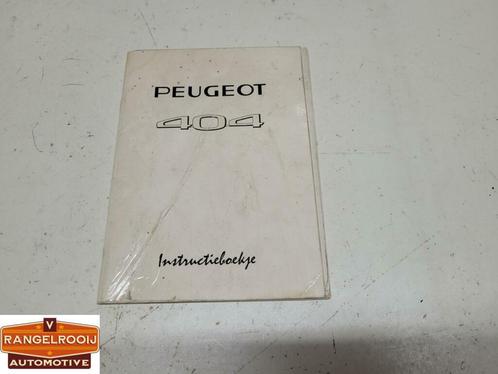 PEUGEOT
404
Instructieboekje
V
RANGELROOIJ
AUTOMOTIVE